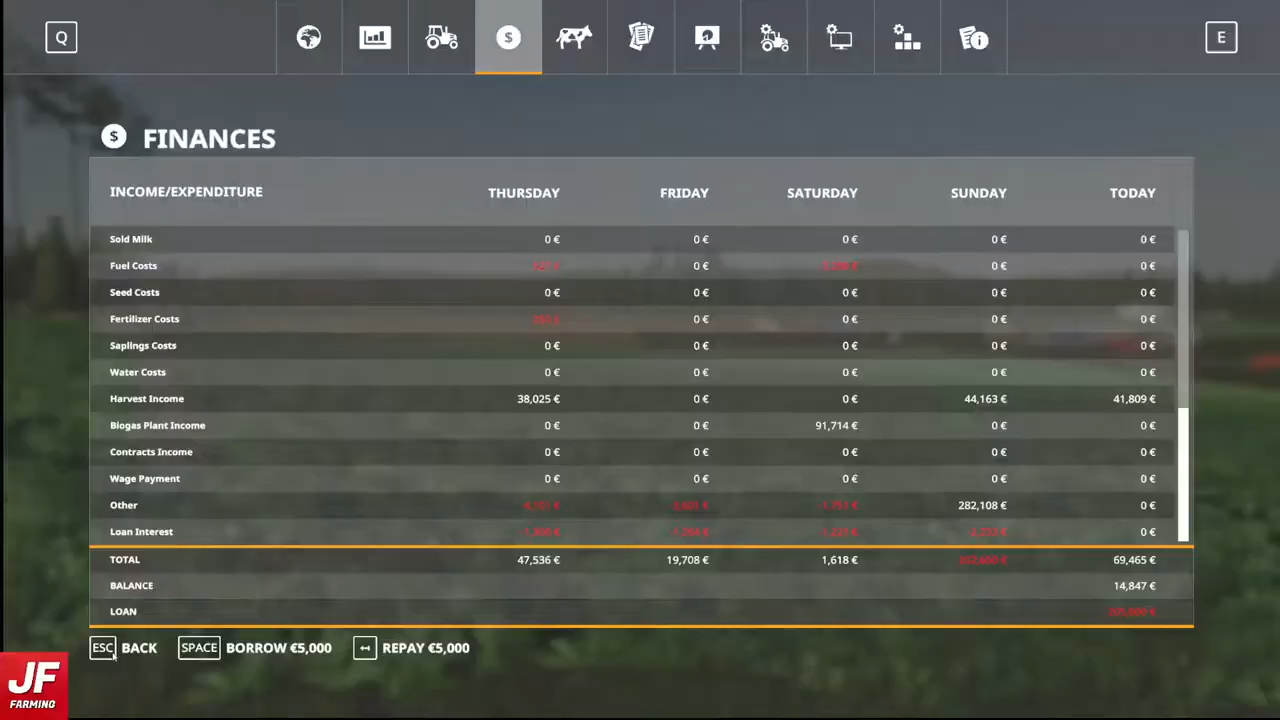 Q
$
E
$ FINANCES
INCOME/EXPENDITURE THURSDAY FRIDAY SATURDAY SUNDAY TODAY
Sold Milk 0 € 0 € 0 € 0 € 0 €
Fuel Costs 0 € 0 € 0 €
Seed Costs 0 € 0 € 0 € 0 € 0 €
Fertilizer Costs 0 € 0 € 0 € 0 €
Saplings Costs 0 € 0 € 0 € 0 € 0 €
Water Costs 0 € 0 € 0 € 0 € 0 €
Harvest Income 38,025 € 0 € 0 € 44,163 € 41,809 €
Biogas Plant Income 0 € 0 € 91,714 € 0 € 0 €
Contracts Income 0 € 0 € 0 € 0 € 0 €
Wage Payment 0 € 0 € 0 € 0 € 0 €
Other 282,108 € 0 €
Loan Interest 0 €
TOTAL 47,536 € 19,708 € 1,618 € 69,465 €
BALANCE 14,847 €
LOAN
ESC BACK SPACE BORROW €5,000 ↔ REPAY €5,000
JF
FARMING